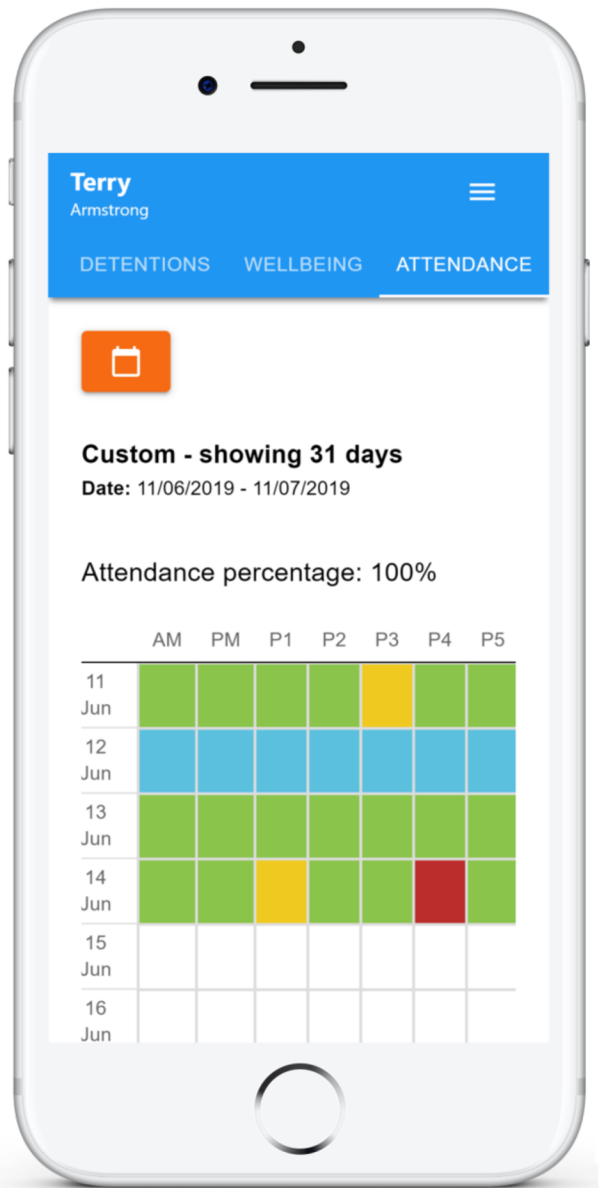 Terry
Armstrong
DETENTIONS WELLBEING ATTENDANCE
Custom - showing 31 days
Date: 11/06/2019 - 11/07/2019
Attendance percentage: 100%
AM PM P1 P2 P3 P4 P5
11
Jun
12
Jun
13
Jun
14
Jun
15
Jun
16
Jun